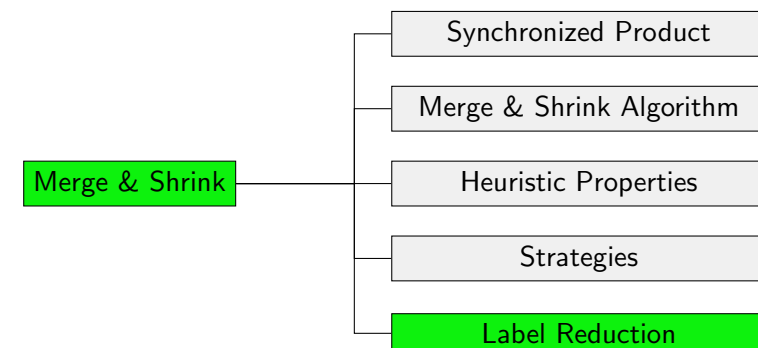 Synchronized Product
Merge & Shrink Algorithm
Merge & Shrink
Heuristic Properties
Strategies
Label Reduction